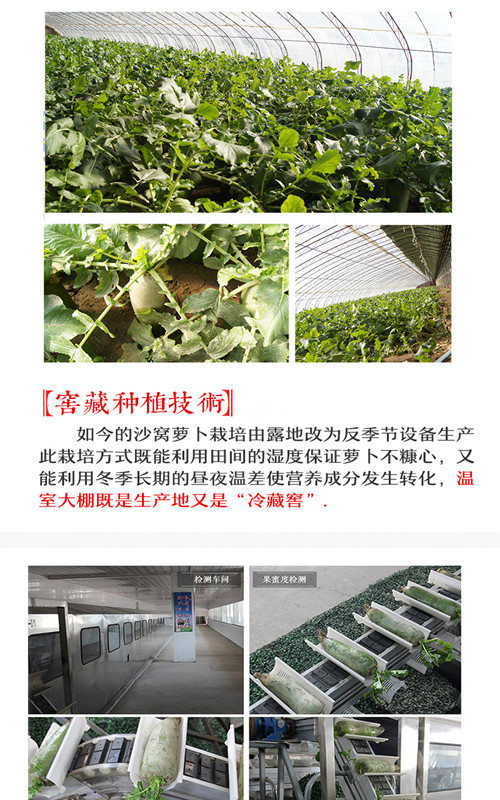 【窖藏种植技術】
如今的沙窝萝卜栽培由露地改为反季节设备生产
此栽培方式既能利用田间的湿度保证萝卜不糠心，又
能利用冬季长期的昼夜温差使营养成分发生转化，温
室大棚既是生产地又是“冷藏窖”.
检测车间
果蜜度检测